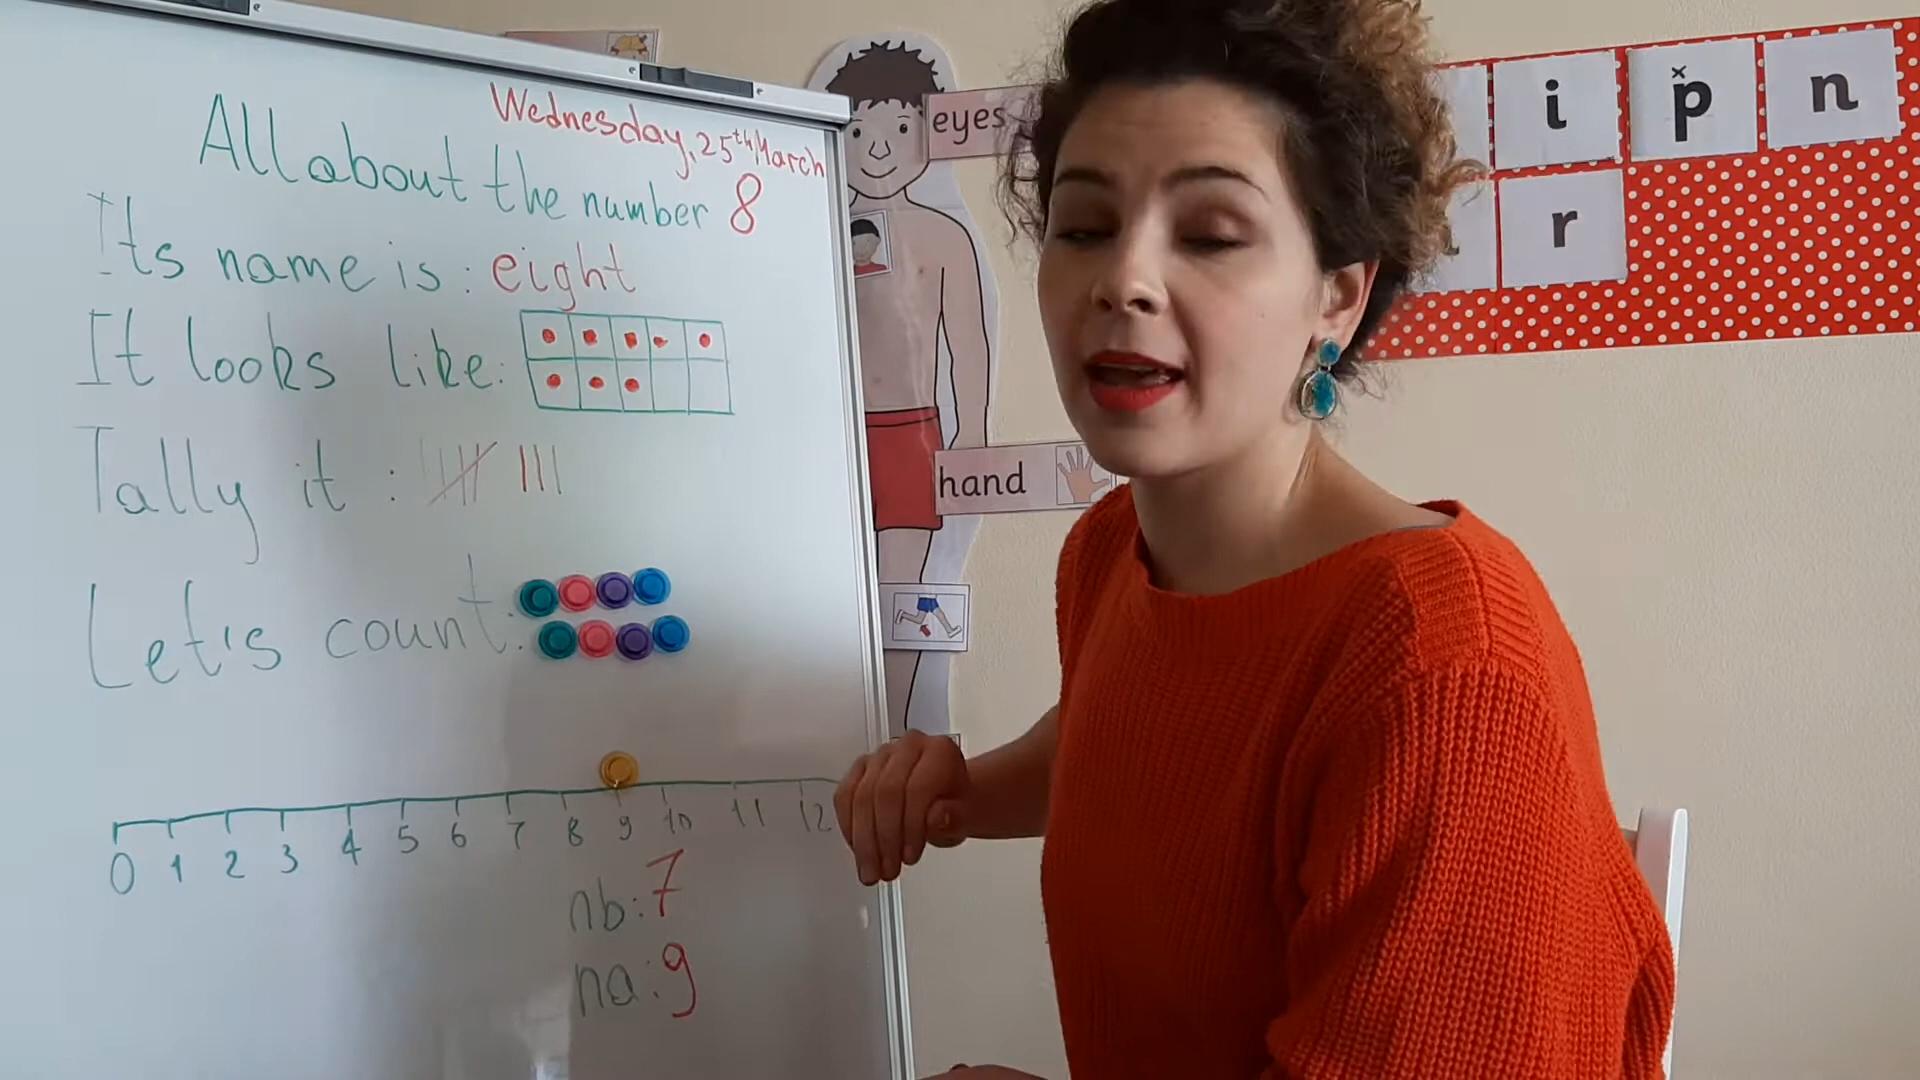 Wednesday, 25th March
All about the number 8
Its name is: eight
It looks like:
Tally it:
Let's count:
0 1 2 3 4 5 6 7 8 9 10 11 12
nb: 7
na: 9
eyes
hand
i p n
r